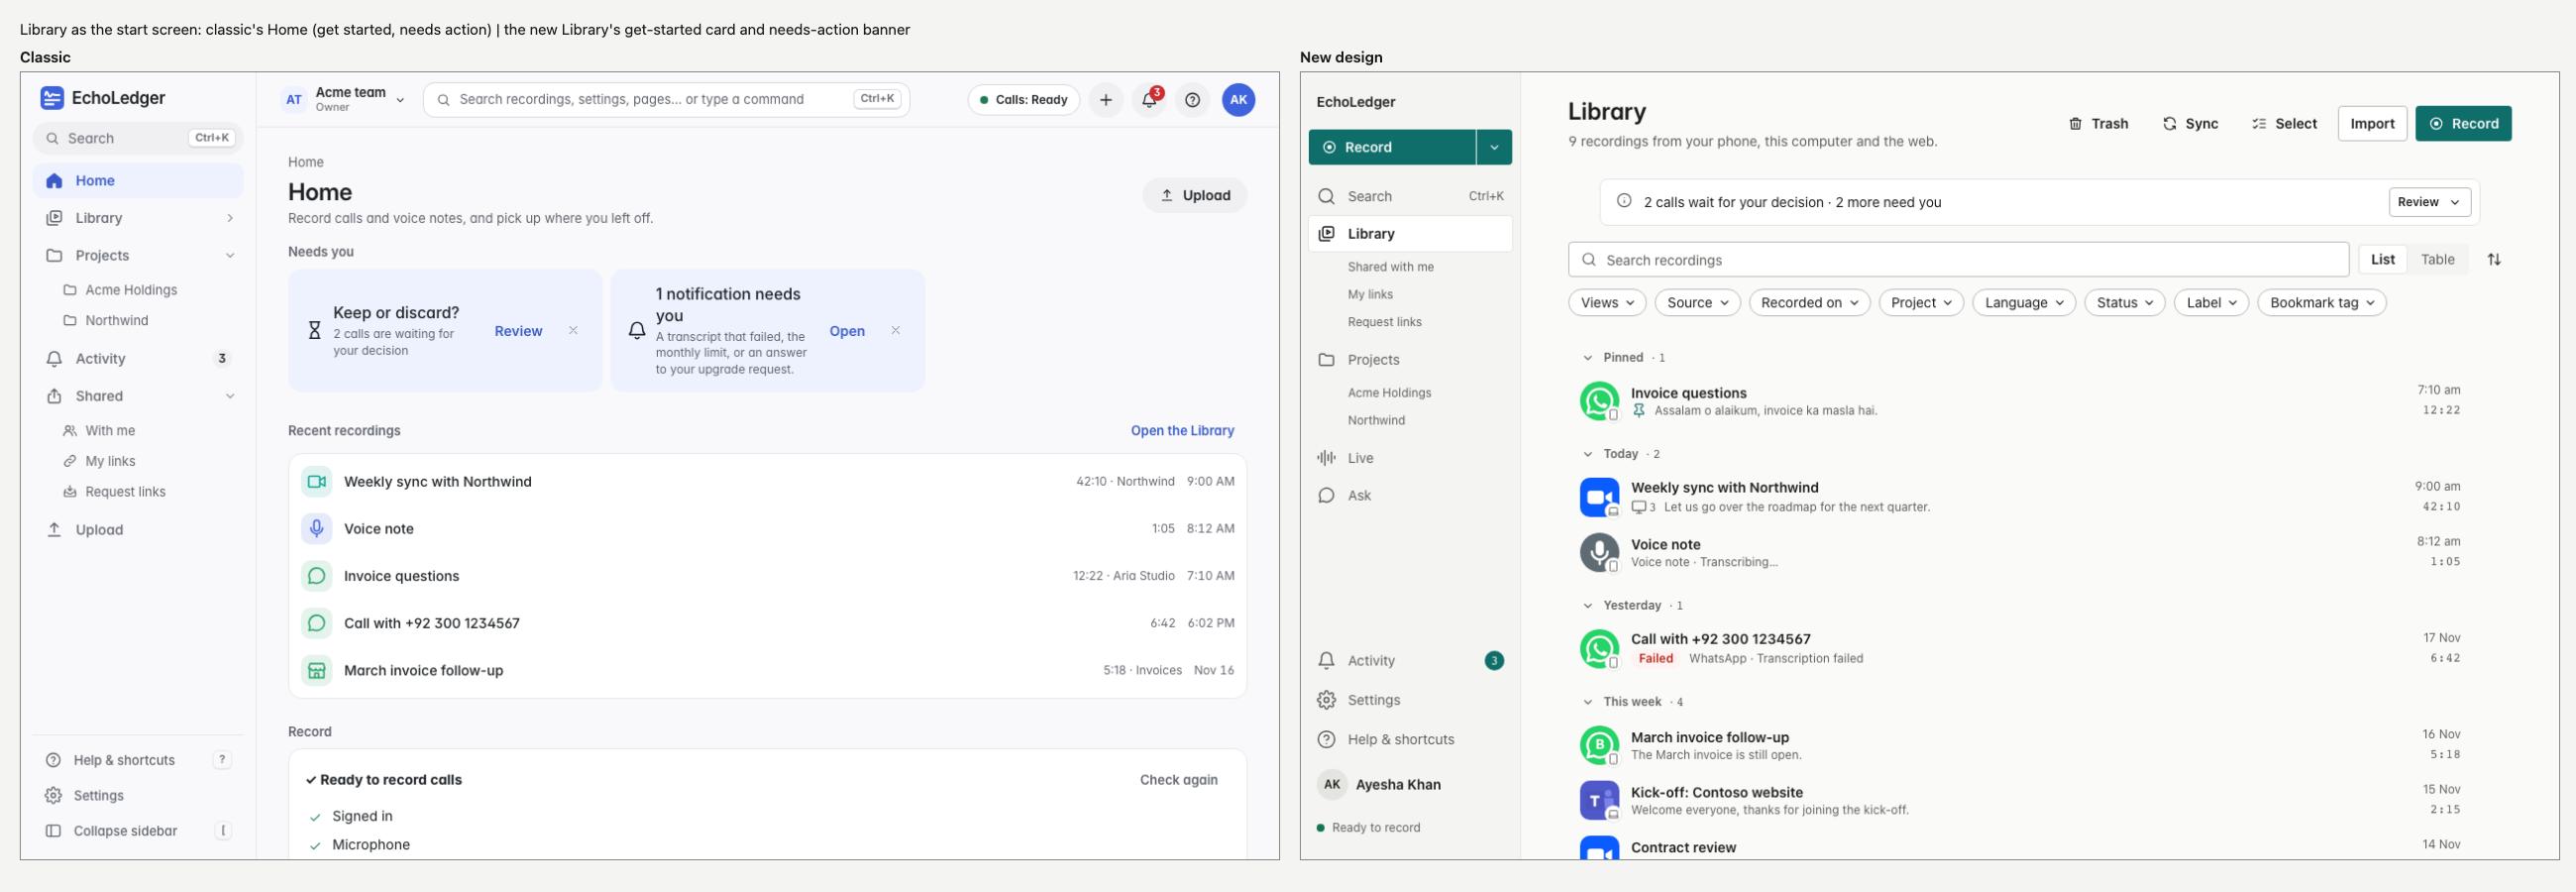 Library as the start screen: classic's Home (get started, needs action) | the new Library's get-started card and needs-action banner
Classic
EchoLedger
Search Ctrl+K
Home
Library
Projects
Acme Holdings
Northwind
Activity 3
Shared
With me
My links
Request links
Upload
Help & shortcuts ?
Settings
Collapse sidebar [
AT Acme team
Owner
Search recordings, settings, pages... or type a command Ctrl+K
Calls: Ready
3
AK
Home
Home
Upload
Record calls and voice notes, and pick up where you left off.
Needs you
Keep or discard?
2 calls are waiting for
your decision
Review
1 notification needs
you
A transcript that failed, the
monthly limit, or an answer
to your upgrade request.
Open
Recent recordings Open the Library
Weekly sync with Northwind 42:10 · Northwind 9:00 AM
Voice note 1:05 8:12 AM
Invoice questions 12:22 · Aria Studio 7:10 AM
Call with +92 300 1234567 6:42 6:02 PM
March invoice follow-up 5:18 · Invoices Nov 16
Record
Ready to record calls Check again
Signed in
Microphone
New design
EchoLedger
Record
Search Ctrl+K
Library
Shared with me
My links
Request links
Projects
Acme Holdings
Northwind
Live
Ask
Activity 3
Settings
Help & shortcuts
AK Ayesha Khan
Ready to record
Library
9 recordings from your phone, this computer and the web.
Trash Sync Select Import Record
2 calls wait for your decision · 2 more need you Review
Search recordings List Table
Views Source Recorded on Project Language Status Label Bookmark tag
Pinned · 1
Invoice questions 7:10 am
Assalam o alaikum, invoice ka masla hai. 12:22
Today · 2
Weekly sync with Northwind 9:00 am
3 Let us go over the roadmap for the next quarter. 42:10
Voice note 8:12 am
Voice note · Transcribing... 1:05
Yesterday · 1
Call with +92 300 1234567 17 Nov
Failed WhatsApp · Transcription failed 6:42
This week · 4
B March invoice follow-up 16 Nov
The March invoice is still open. 5:18
T Kick-off: Contoso website 15 Nov
Welcome everyone, thanks for joining the kick-off. 2:15
Contract review 14 Nov